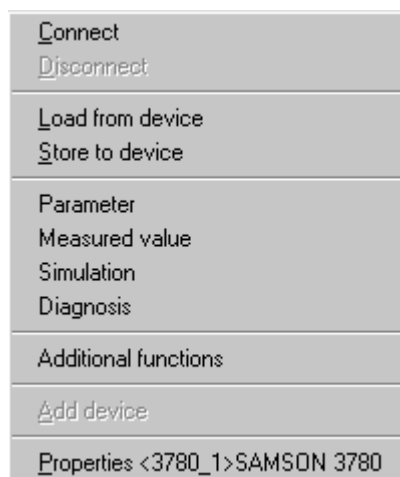 Connect
Disconnect
Load from device
Store to device
Parameter
Measured value
Simulation
Diagnosis
Additional functions
Add device
Properties <3780_1>SAMSON 3780